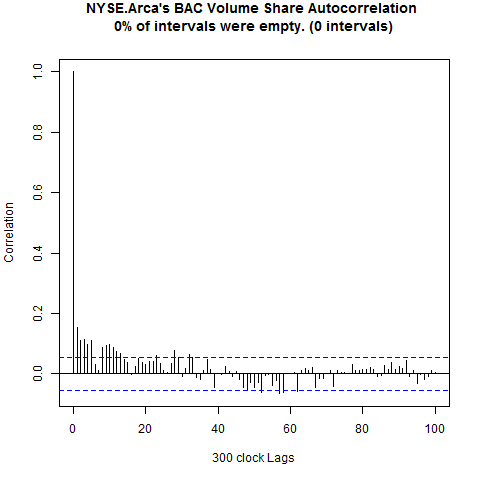 NYSE.Arca's BAC Volume Share Autocorrelation
0% of intervals were empty. (0 intervals)
1.0
0.8
0.6
0.4
0.2
0.0
Correlation
0 20 40 60 80 100
300 clock Lags